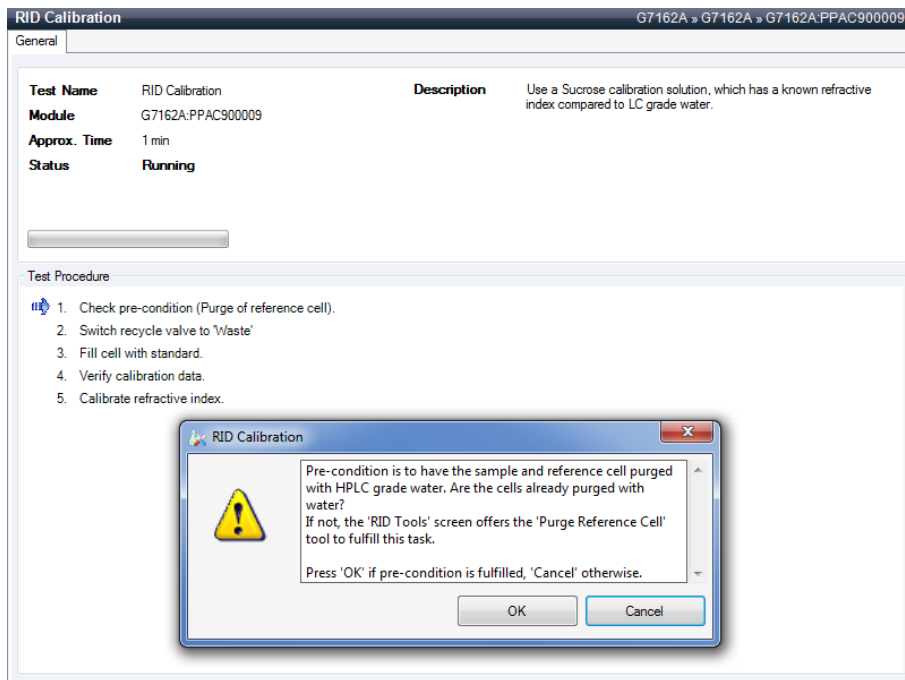 RID Calibration G7162A » G7162A » G7162A:PPAC900009
General
Test Name RID Calibration Description Use a Sucrose calibration solution, which has a known refractive
index compared to LC grade water.
Module G7162A:PPAC900009
Approx. Time 1 min
Status Running
Test Procedure
1. Check pre-condition (Purge of reference cell).
2. Switch recycle valve to 'Waste'
3. Fill cell with standard.
4. Verify calibration data.
5. Calibrate refractive index.
RID Calibration
Pre-condition is to have the sample and reference cell purged
with HPLC grade water. Are the cells already purged with
water?
If not, the 'RID Tools' screen offers the 'Purge Reference Cell'
tool to fulfill this task.
Press 'OK' if pre-condition is fulfilled, 'Cancel' otherwise.
OK Cancel